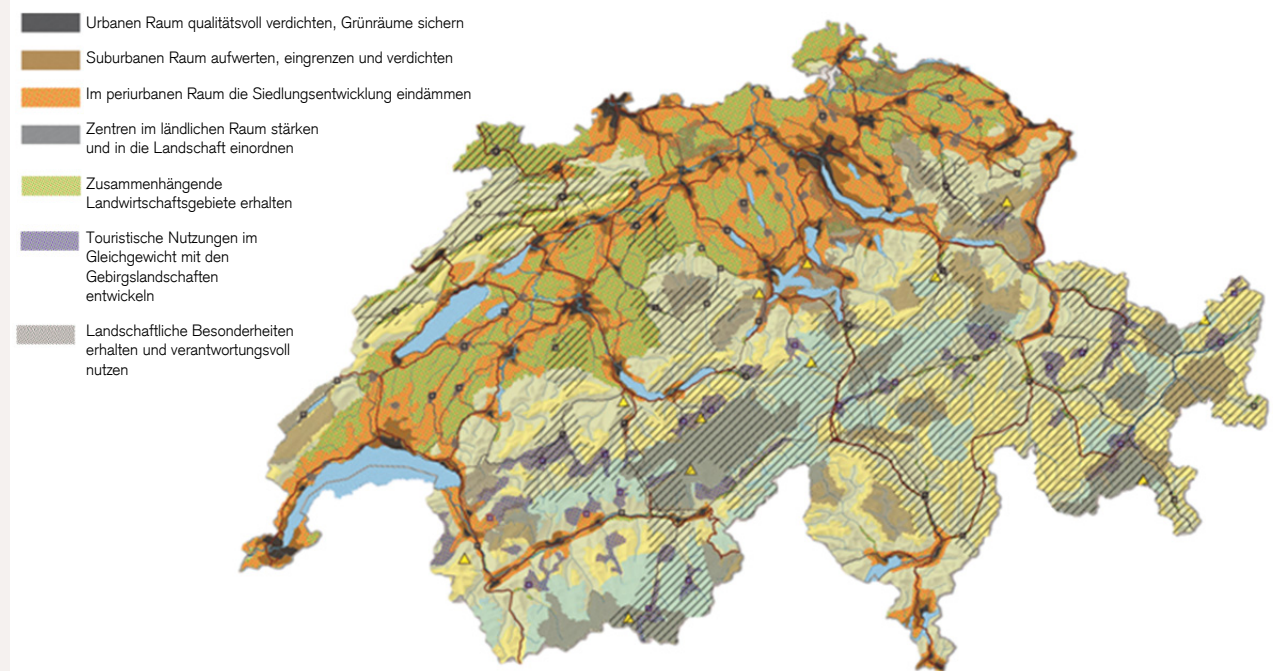 Urbanen Raum qualitätsvoll verdichten, Grünräume sichern
Suburbanen Raum aufwerten, eingrenzen und verdichten
Im periurbanen Raum die Siedlungsentwicklung eindämmen
Zentren im ländlichen Raum stärken
und in die Landschaft einordnen
Zusammenhängende
Landwirtschaftsgebiete erhalten
Touristische Nutzungen im
Gleichgewicht mit den
Gebirgslandschaften
entwickeln
Landschaftliche Besonderheiten
erhalten und verantwortungsvoll
nutzen